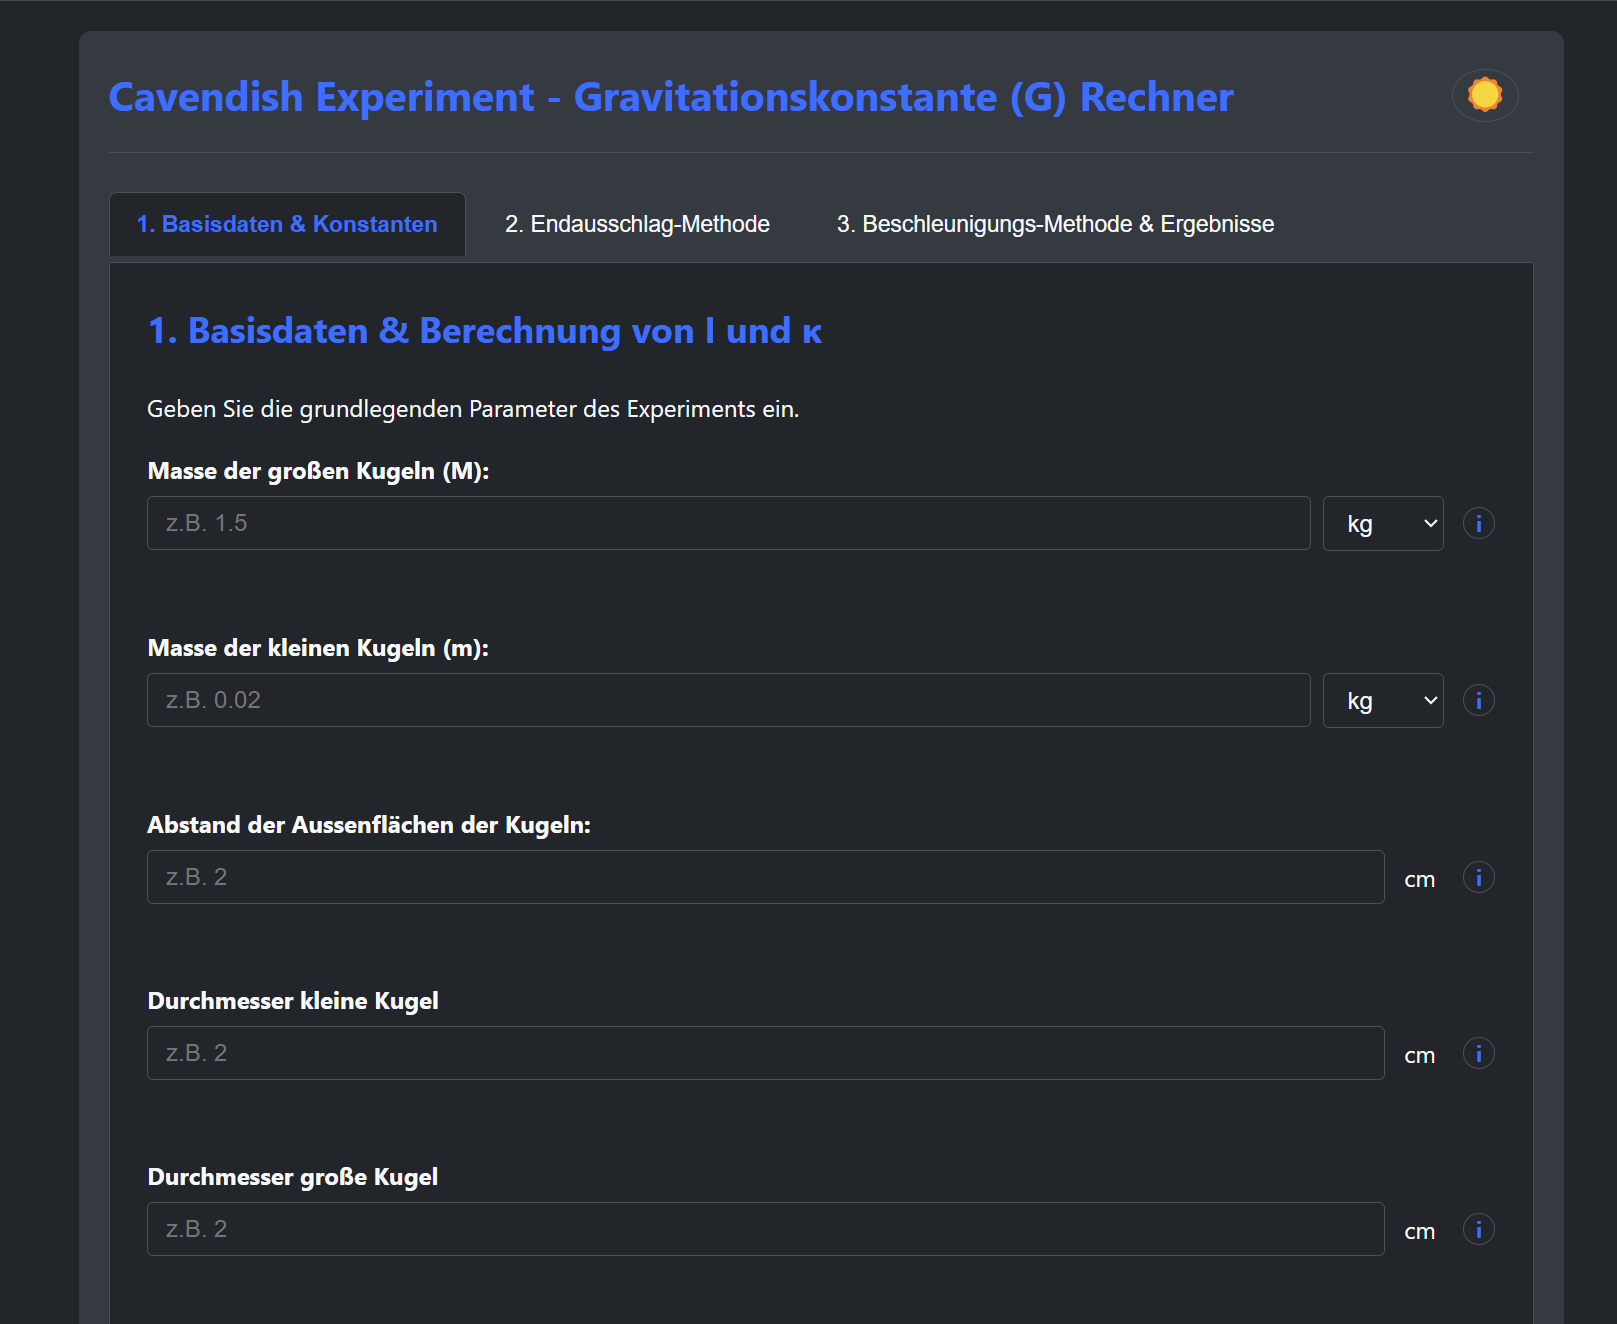 Cavendish Experiment - Gravitationskonstante (G) Rechner
1. Basisdaten & Konstanten
2. Endausschlag-Methode
3. Beschleunigungs-Methode & Ergebnisse
1. Basisdaten & Berechnung von I und κ
Geben Sie die grundlegenden Parameter des Experiments ein.
Masse der großen Kugeln (M):
z.B. 1.5
kg
i
Masse der kleinen Kugeln (m):
z.B. 0.02
kg
i
Abstand der Aussenflächen der Kugeln:
z.B. 2
cm
i
Durchmesser kleine Kugel
z.B. 2
cm
i
Durchmesser große Kugel
z.B. 2
cm
i